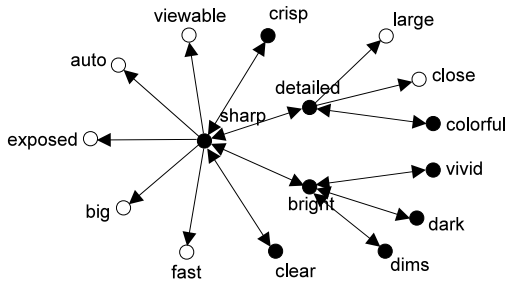 viewable
crisp
large
auto
detailed
close
sharp
colorful
exposed
vivid
bright
big
dark
fast
clear
dims